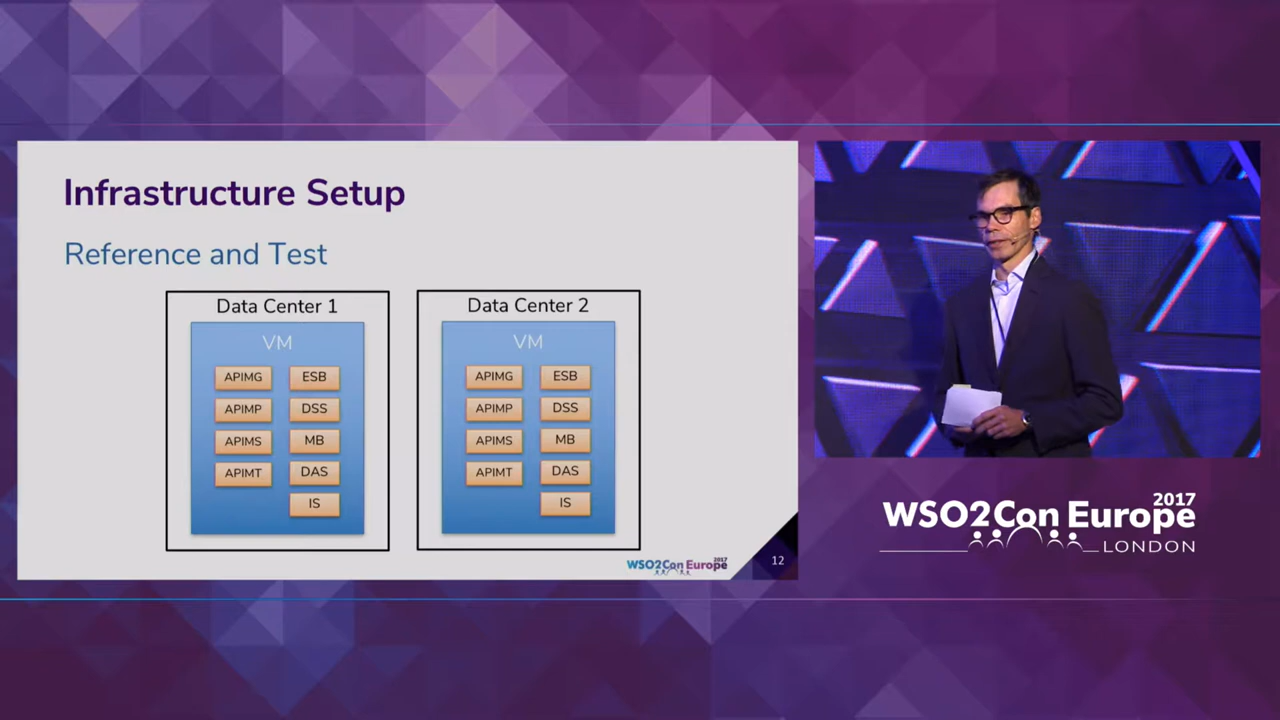 Infrastructure Setup
Reference and Test
Data Center 1
VM
APIMG ESB
APIMP DSS
APIMS MB
APIMT DAS
IS
Data Center 2
VM
APIMG ESB
APIMP DSS
APIMS MB
APIMT DAS
IS
WSO2Con Europe 2017
12
WSO2Con Europe 2017
LONDON